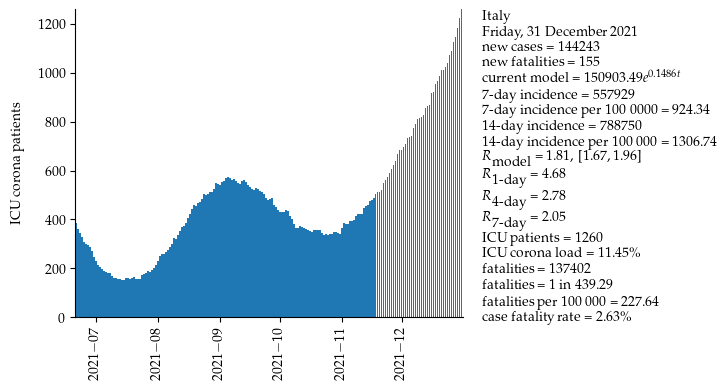 1200
1000
800
600
400
200
0
ICU corona patients
2021−07
2021−08
2021−09
2021−10
2021−11
2021−12
Italy
Friday, 31 December 2021
new cases = 144243
new fatalities = 155
current model = 150903.49e^0.1486t
7-day incidence = 557929
7-day incidence per 100 0000 = 924.34
14-day incidence = 788750
14-day incidence per 100 000 = 1306.74
R_model = 1.81, [1.67, 1.96]
R_1-day = 4.68
R_4-day = 2.78
R_7-day = 2.05
ICU patients = 1260
ICU corona load = 11.45%
fatalities = 137402
fatalities = 1 in 439.29
fatalities per 100 000 = 227.64
case fatality rate = 2.63%